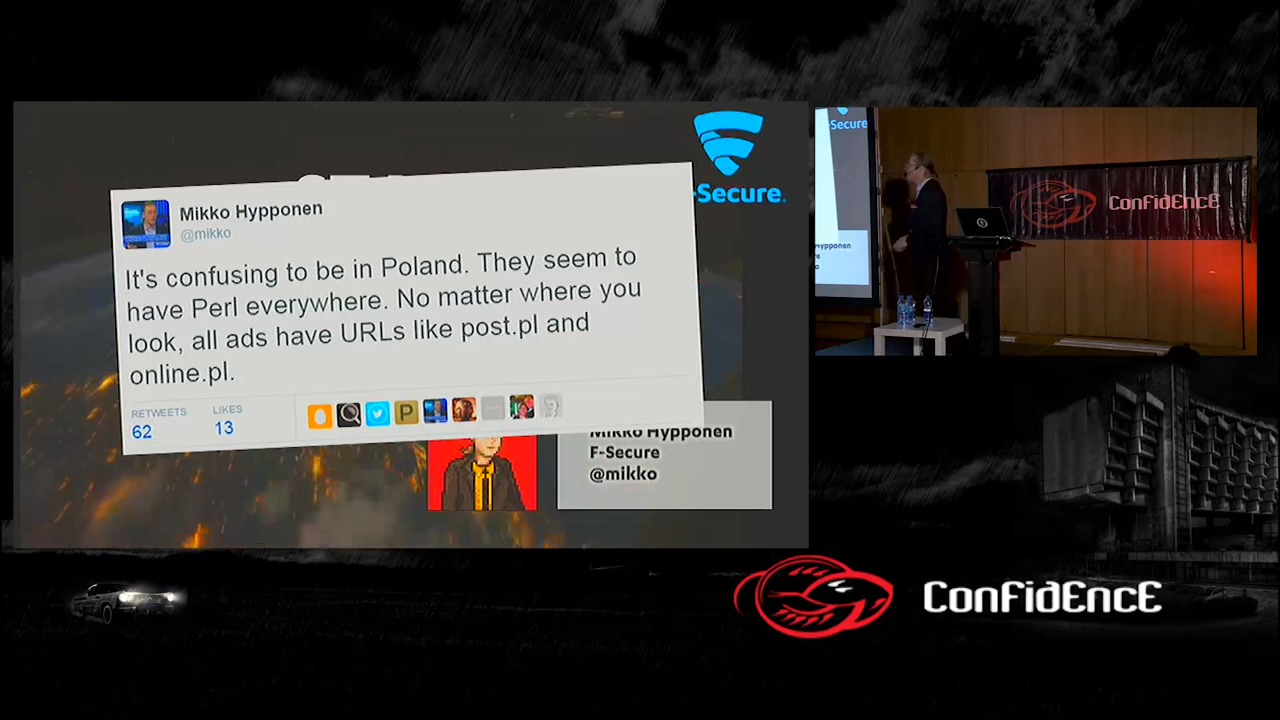 Secure.
Mikko Hypponen
@mikko
It's confusing to be in Poland. They seem to
have Perl everywhere. No matter where you
look, all ads have URLs like post.pl and
online.pl.
RETWEETS
LIKES
62
13
P
Mikko Hypponen
F-Secure
@mikko
Secure
Hypponen
ConFidEncE
ConFidEncE